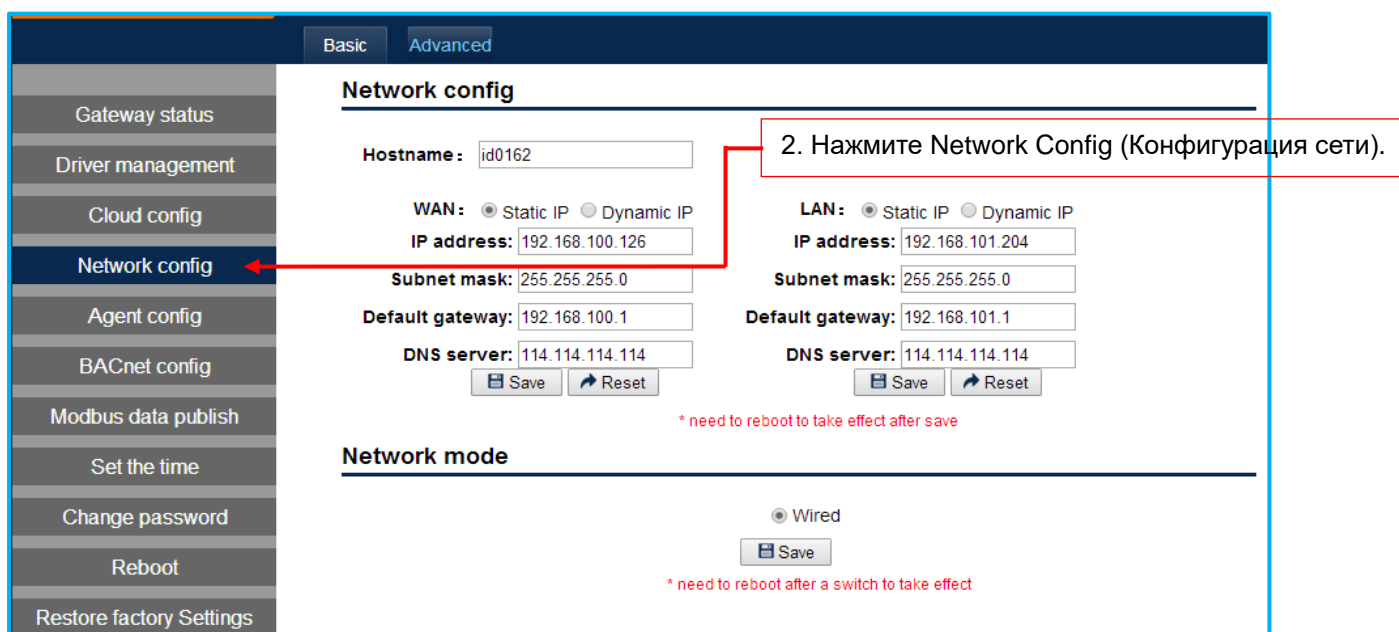 Basic Advanced
Network config
Gateway status
Driver management
Cloud config
Network config
Agent config
BACnet config
Modbus data publish
Set the time
Change password
Reboot
Restore factory Settings
2. Нажмите Network Config (Конфигурация сети).
Hostname: id0162
WAN: Static IP Dynamic IP
IP address: 192.168.100.126
Subnet mask: 255.255.255.0
Default gateway: 192.168.100.1
DNS server: 114.114.114.114
Save Reset
LAN: Static IP Dynamic IP
IP address: 192.168.101.204
Subnet mask: 255.255.255.0
Default gateway: 192.168.101.1
DNS server: 114.114.114.114
Save Reset
* need to reboot to take effect after save
Network mode
Wired
Save
* need to reboot after a switch to take effect